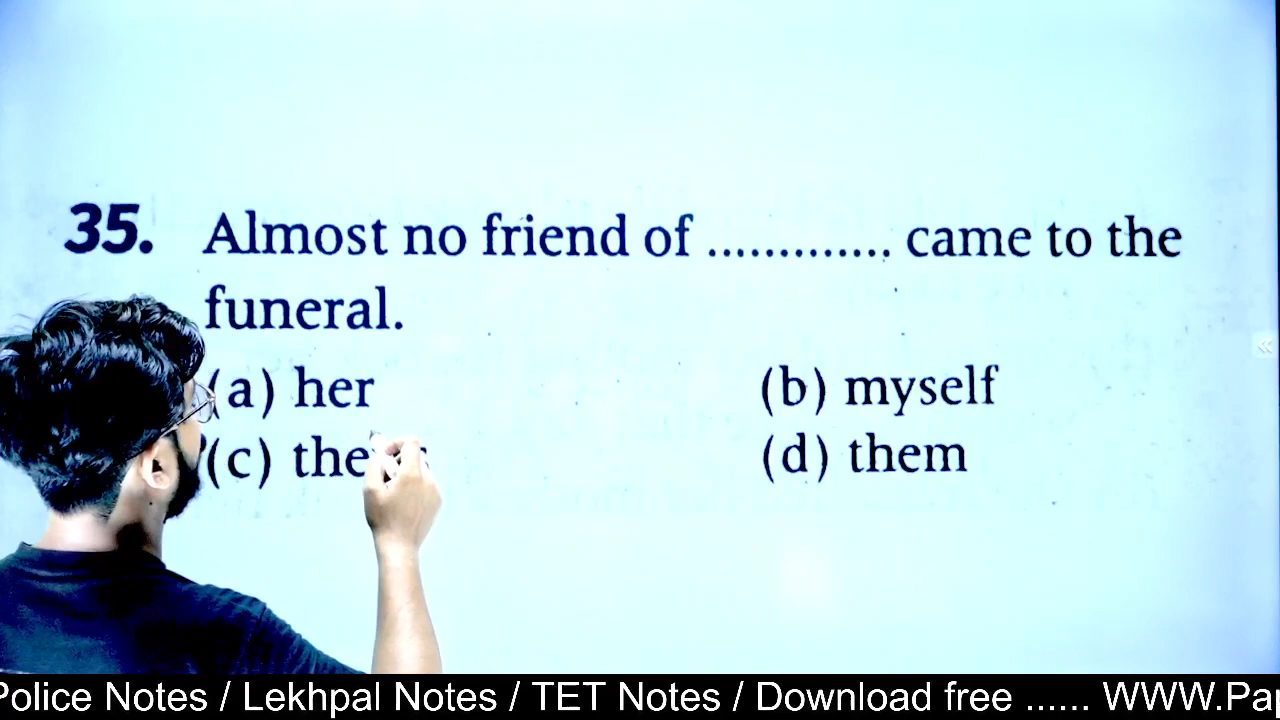 35. Almost no friend of ............. came to the
funeral.
(a) her (b) myself
(c) (d) them
Police Notes / Lekhpal Notes / TET Notes / Download free ...... WWW.Pa